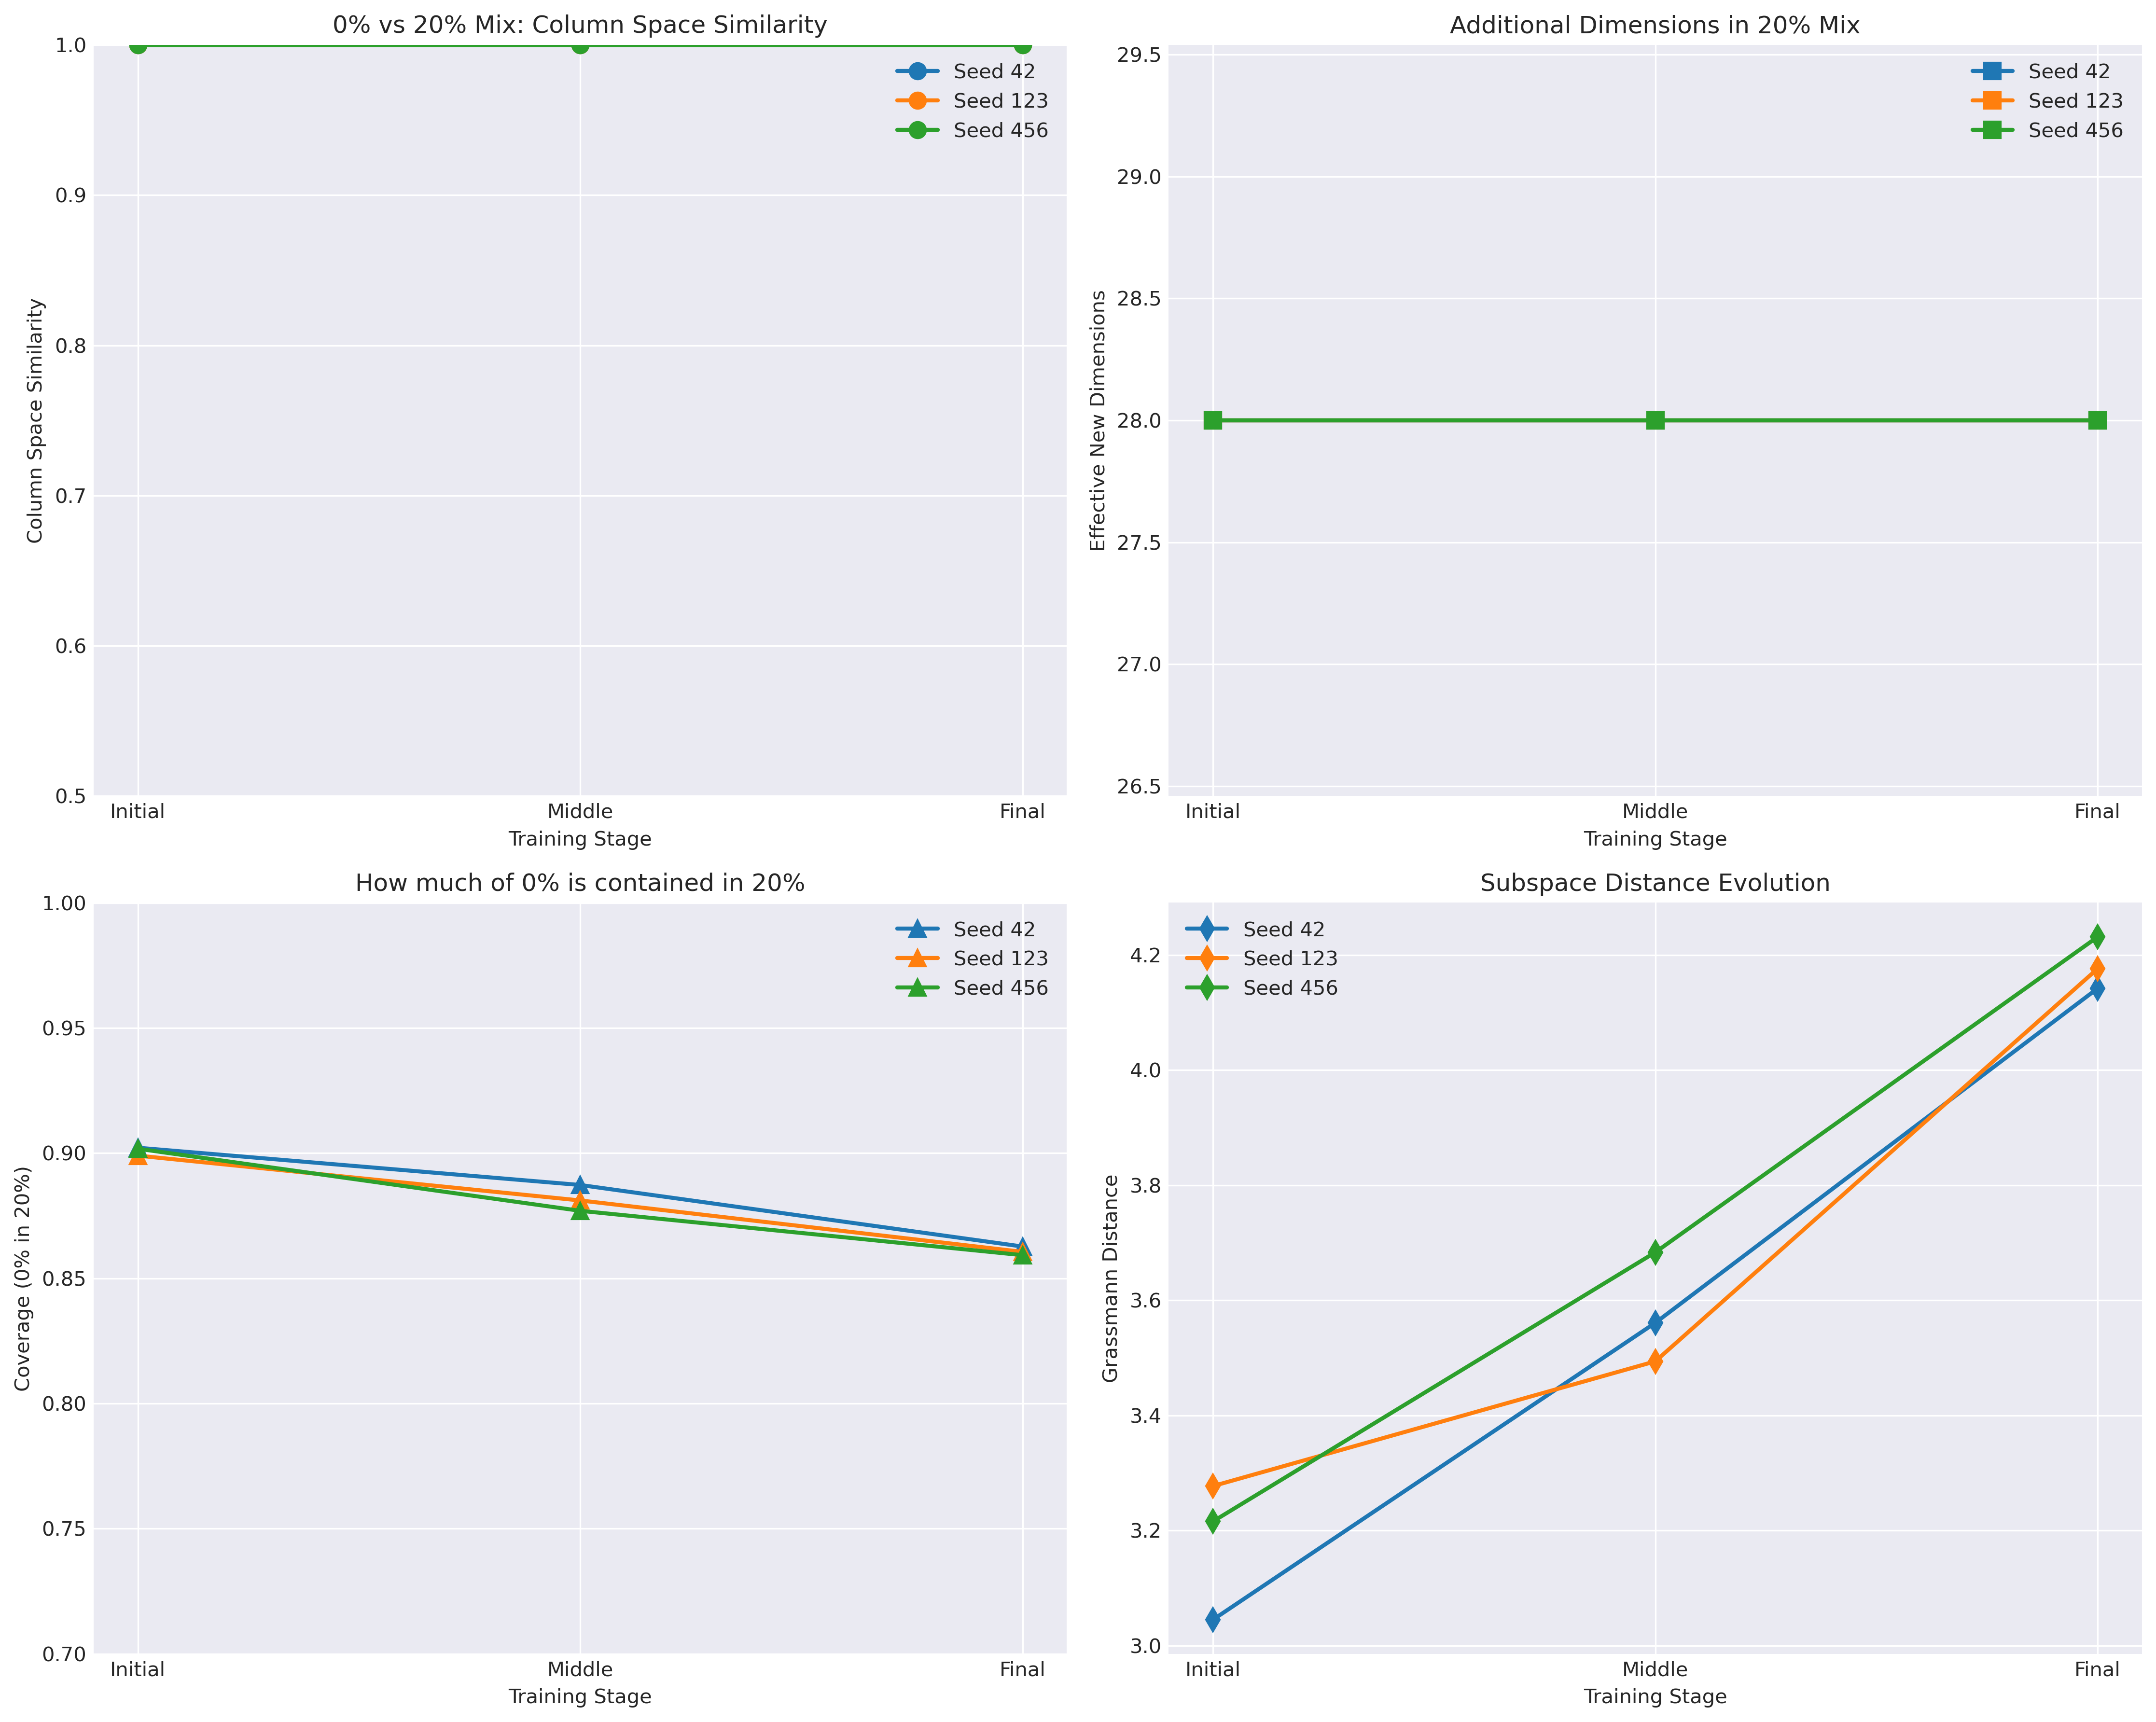 0% vs 20% Mix: Column Space Similarity
Column Space Similarity
1.0
0.9
0.8
0.7
0.6
0.5
Seed 42
Seed 123
Seed 456
Initial
Middle
Final
Training Stage
Additional Dimensions in 20% Mix
Effective New Dimensions
29.5
29.0
28.5
28.0
27.5
27.0
26.5
Seed 42
Seed 123
Seed 456
Initial
Middle
Final
Training Stage
How much of 0% is contained in 20%
Coverage (0% in 20%)
1.00
0.95
0.90
0.85
0.80
0.75
0.70
Seed 42
Seed 123
Seed 456
Initial
Middle
Final
Training Stage
Subspace Distance Evolution
Grassmann Distance
4.2
4.0
3.8
3.6
3.4
3.2
3.0
Seed 42
Seed 123
Seed 456
Initial
Middle
Final
Training Stage